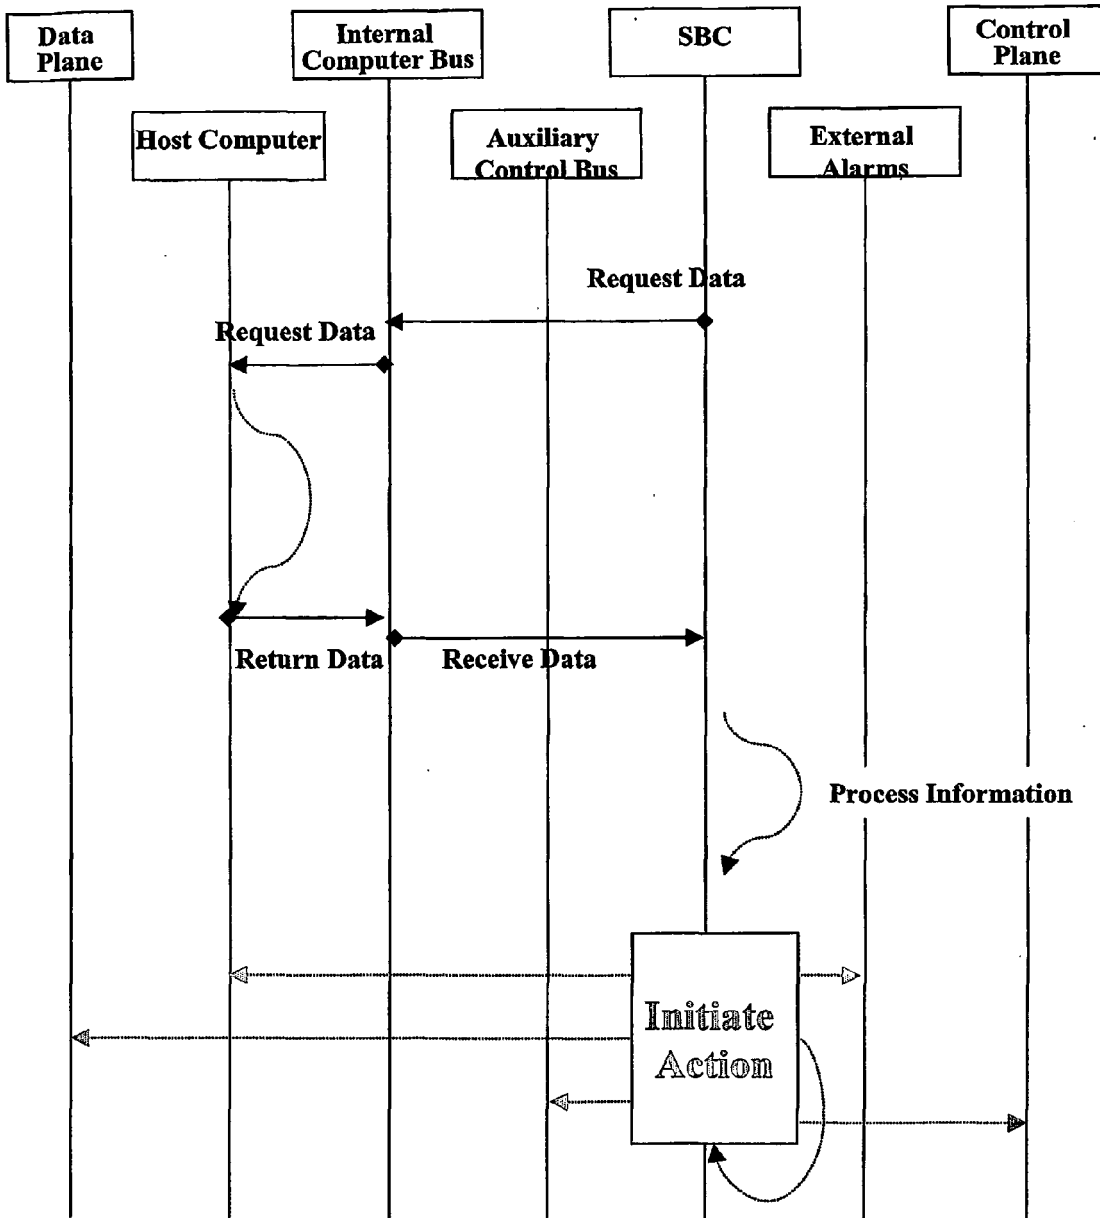 Data
Plane
Internal
Computer Bus
SBC
Control
Plane
Host Computer
Auxiliary
Control Bus
External
Alarms
Request Data
Request Data
Return Data
Receive Data
Process Information
Initiate
Action